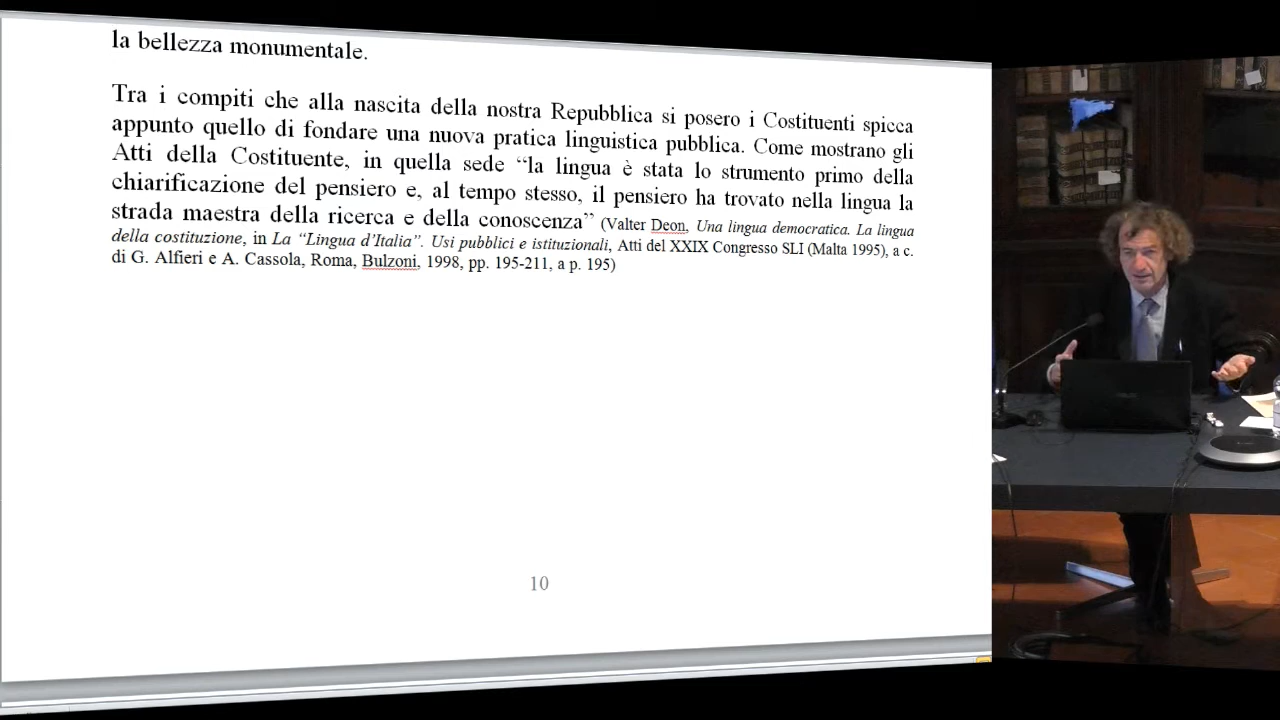 la bellezza monumentale.
Tra i compiti che alla nascita della nostra Repubblica si posero i Costituenti spicca
appunto quello di fondare una nuova pratica linguistica pubblica. Come mostrano gli
Atti della Costituente, in quella sede “la lingua è stata lo strumento primo della
chiarificazione del pensiero e, al tempo stesso, il pensiero ha trovato nella lingua la
strada maestra della ricerca e della conoscenza” (Valter Deon, Una lingua democratica. La lingua
della costituzione, in La “Lingua d’Italia”. Usi pubblici e istituzionali, Atti del XXIX Congresso SLI (Malta 1995), a c.
di G. Alfieri e A. Cassola, Roma, Bulzoni, 1998, pp. 195-211, a p. 195)
10